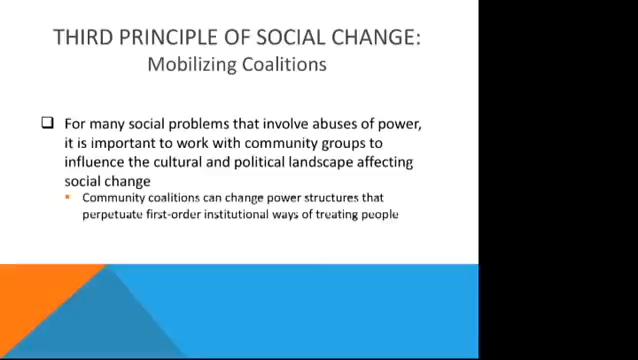 THIRD PRINCIPLE OF SOCIAL CHANGE:
Mobilizing Coalitions
For many social problems that involve abuses of power,
it is important to work with community groups to
influence the cultural and political landscape affecting
social change
Community coalitions can change power structures that
perpetuate first-order institutional ways of treating people